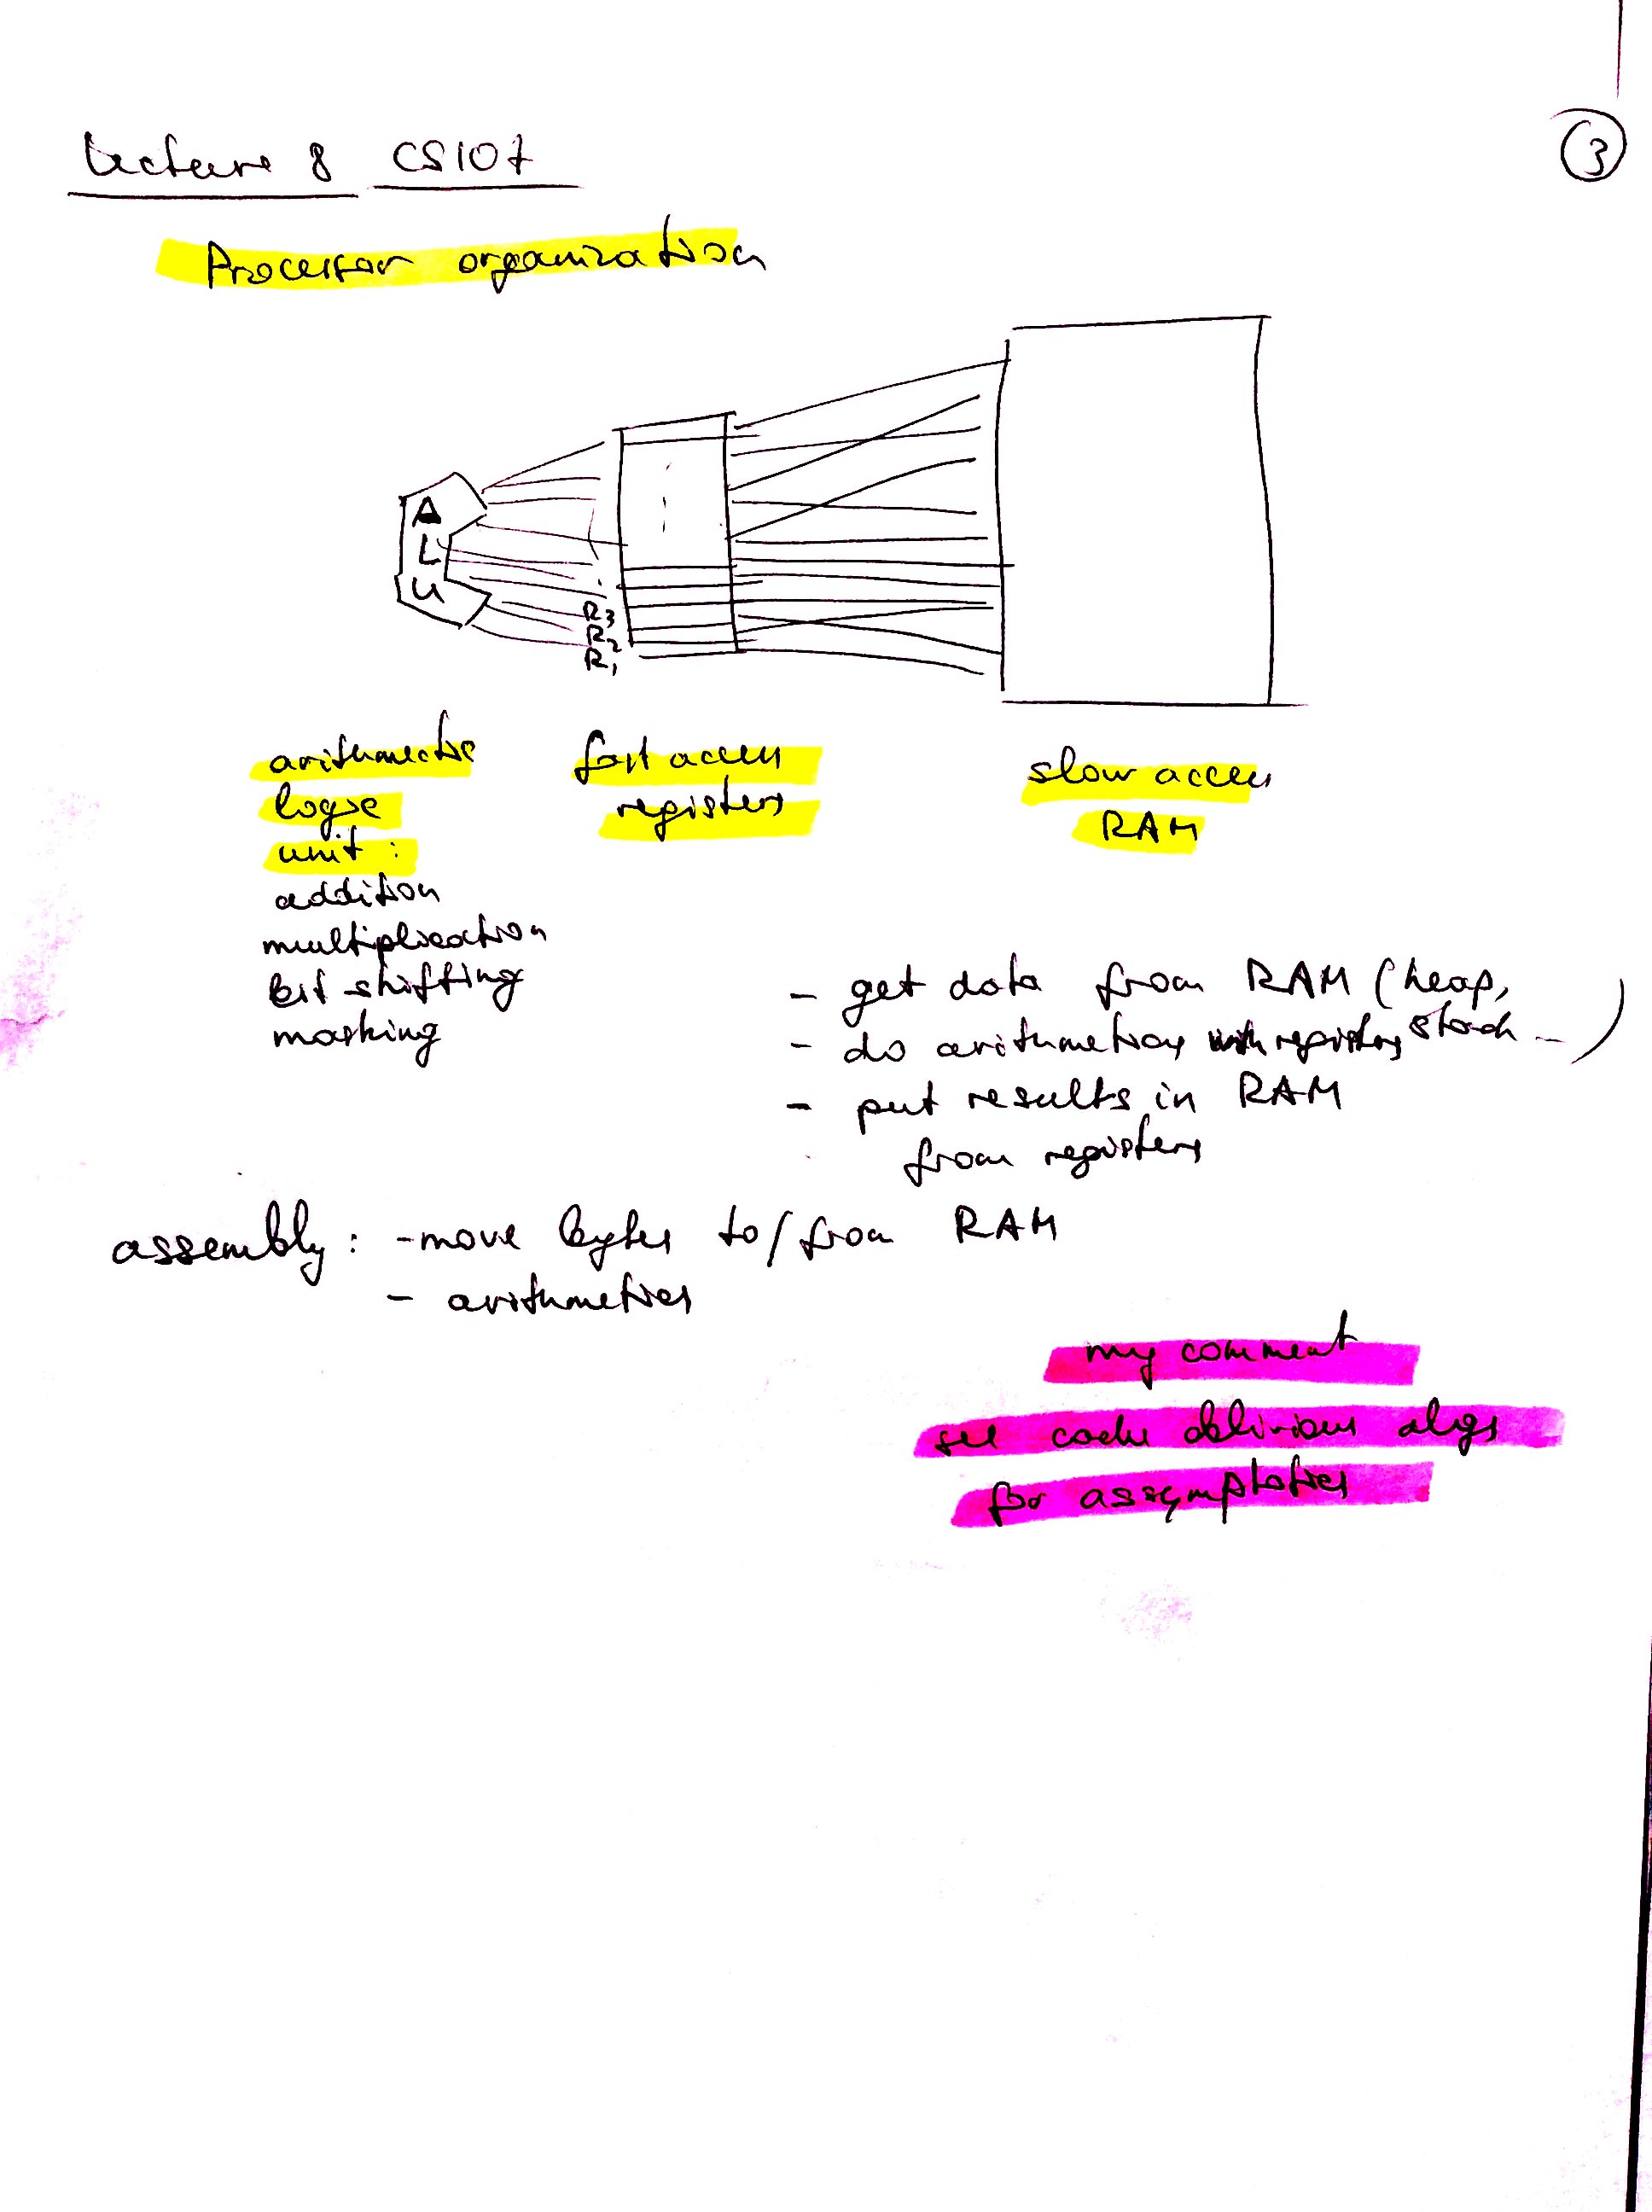 Lecture 8 CS107
3
Processor organization
A
L
U
R3
R2
R1
arithmetic
logic
unit :
addition
multiplication
bit shifting
masking
fast access
registers
slow access
RAM
- get data from RAM (heap,
stack - )
- do arithmetics with registers
- put results in RAM
from registers
assembly : - move bytes to/from RAM
- arithmetics
my comment
see cache oblivious algs
for assymptotics